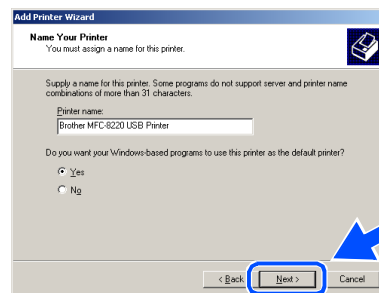 Add Printer Wizard
Name Your Printer
You must assign a name for this printer.
Supply a name for this printer. Some programs do not support server and printer name
combinations of more than 31 characters.
Printer name:
Brother MFC-8220 USB Printer
Do you want your Windows-based programs to use this printer as the default printer?
Yes
No
< Back
Next >
Cancel